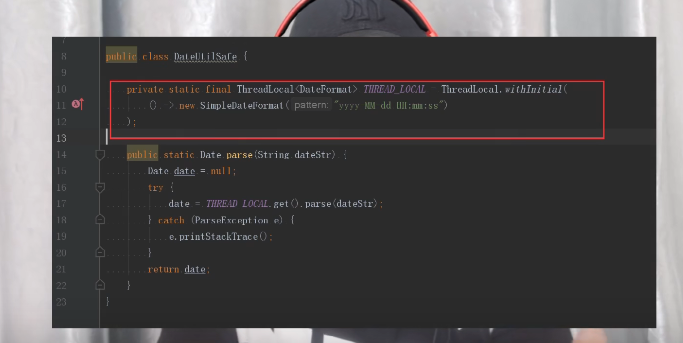 7
8 public class DateUtilSafe {
9
10 private static final ThreadLocal<DateFormat> THREAD_LOCAL = ThreadLocal.withInitial(
11 () -> new SimpleDateFormat( pattern: "yyyy MM dd HH:mm:ss")
12 );
13
14 public static Date parse(String dateStr) {
15 Date date = null;
16 try {
17 date = THREAD_LOCAL.get().parse(dateStr);
18 } catch (ParseException e) {
19 e.printStackTrace();
20 }
21 return date;
22 }
23 }